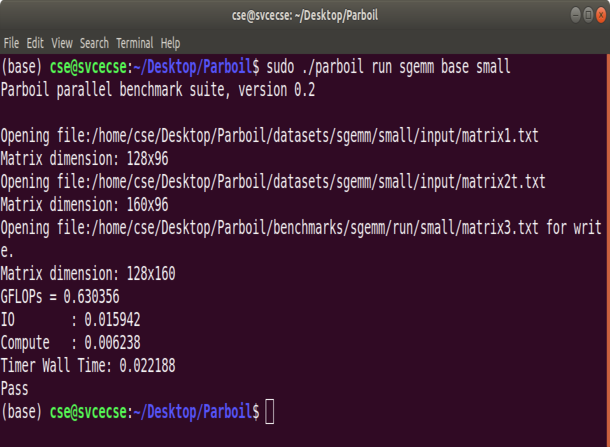 cse@svcecse: ~/Desktop/Parboil
File Edit View Search Terminal Help
(base) cse@svcecse:~/Desktop/Parboil$ sudo ./parboil run sgemm base small
Parboil parallel benchmark suite, version 0.2
Opening file:/home/cse/Desktop/Parboil/datasets/sgemm/small/input/matrix1.txt
Matrix dimension: 128x96
Opening file:/home/cse/Desktop/Parboil/datasets/sgemm/small/input/matrix2t.txt
Matrix dimension: 160x96
Opening file:/home/cse/Desktop/Parboil/benchmarks/sgemm/run/small/matrix3.txt for writ
e.
Matrix dimension: 128x160
GFLOPs = 0.630356
IO        : 0.015942
Compute   : 0.006238
Timer Wall Time: 0.022188
Pass
(base) cse@svcecse:~/Desktop/Parboil$